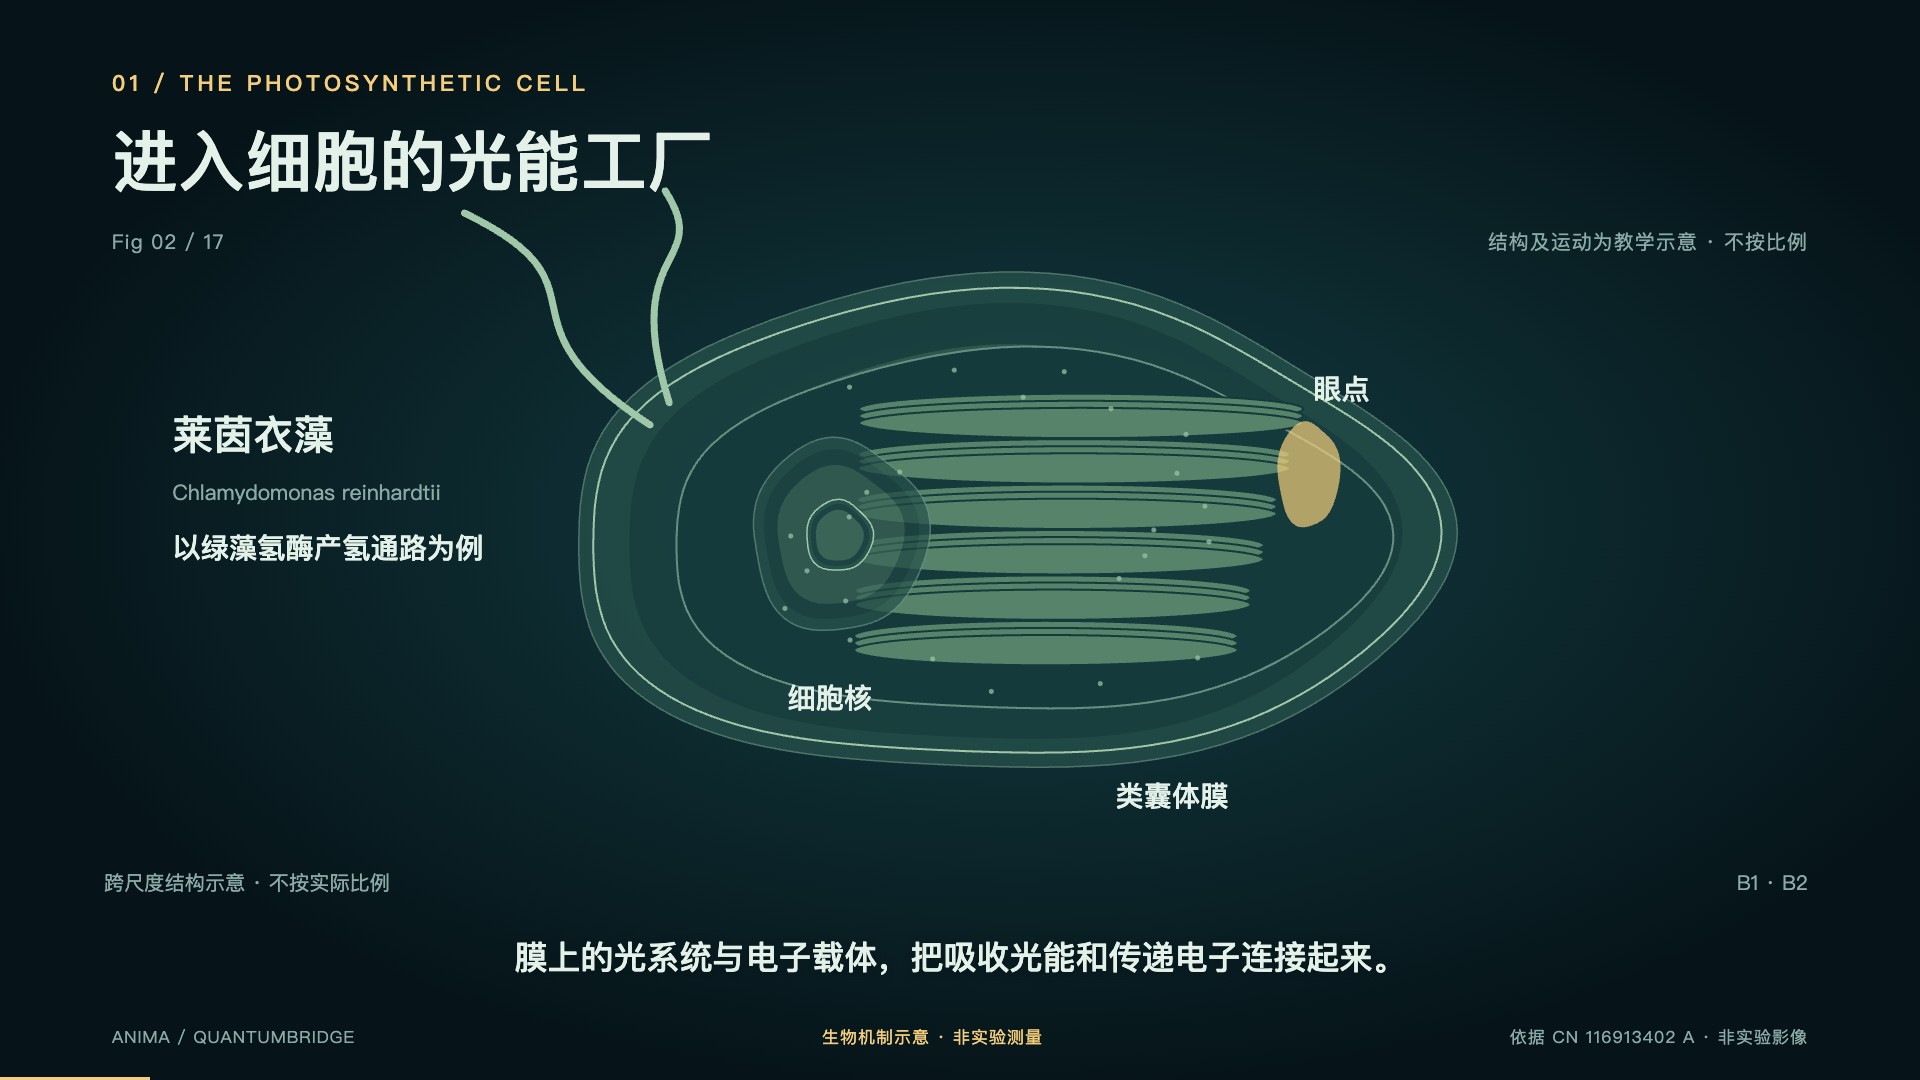 01 / THE PHOTOSYNTHETIC CELL
进入细胞的光能工厂
Fig 02 / 17
结构及运动为教学示意 · 不按比例
眼点
莱茵衣藻
Chlamydomonas reinhardtii
以绿藻氢酶产氢通路为例
细胞核
类囊体膜
跨尺度结构示意 · 不按实际比例
B1 · B2
膜上的光系统与电子载体，把吸收光能和传递电子连接起来。
ANIMA / QUANTUMBRIDGE
生物机制示意 · 非实验测量
依据 CN 116913402 A · 非实验影像